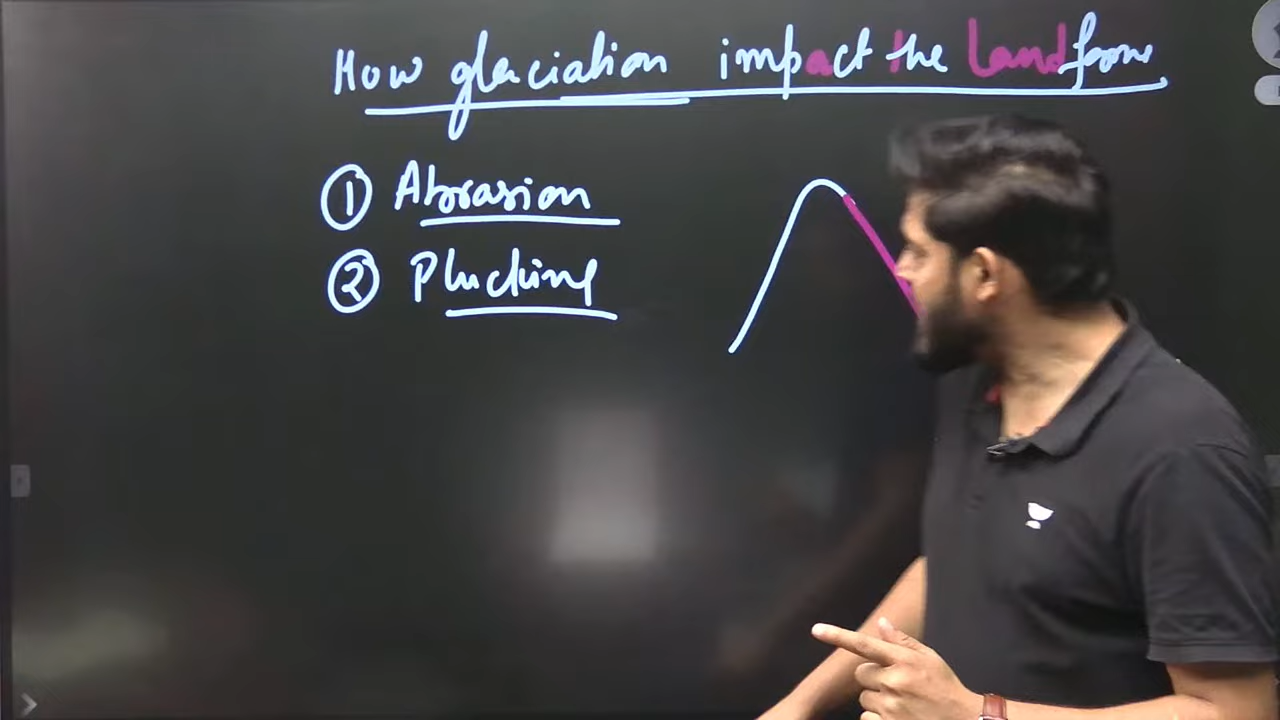 How glaciation impact the landform
① Abrasion
② Plucking